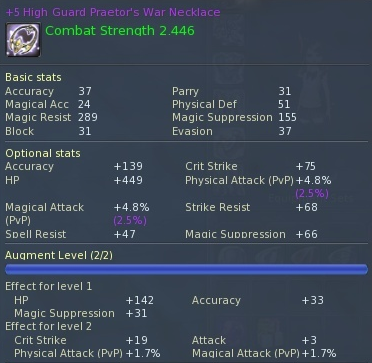 +5 High Guard Praetor's War Necklace
Combat Strength 2.446
Basic stats
Accuracy 37 Parry 31
Magical Acc 24 Physical Def 51
Magic Resist 289 Magic Suppression 155
Block 31 Evasion 37
Optional stats
Accuracy +139 Crit Strike +75
HP +449 Physical Attack (PvP) +4.8%
(2.5%)
Magical Attack +4.8% Strike Resist +68
(PvP) (2.5%)
Spell Resist +47 Magic Suppression +66
Augment Level (2/2)
Effect for level 1
HP +142 Accuracy +33
Magic Suppression +31
Effect for level 2
Crit Strike +19 Attack +3
Physical Attack (PvP) +1.7% Magical Attack (PvP) +1.7%